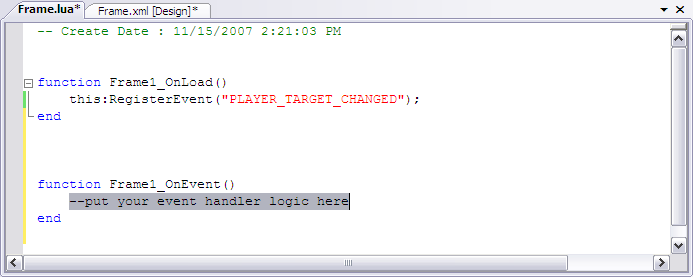 Frame.lua* Frame.xml [Design]*
-- Create Date : 11/15/2007 2:21:03 PM
function Frame1_OnLoad()
this:RegisterEvent("PLAYER_TARGET_CHANGED");
end
function Frame1_OnEvent()
--put your event handler logic here
end